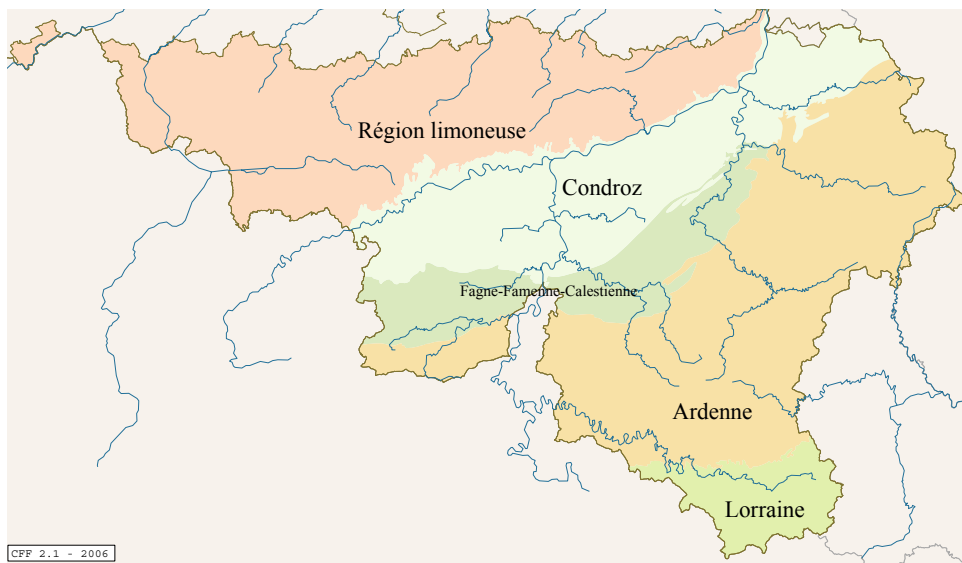 Région limoneuse
Condroz
Fagne-Famenne-Calestienne
Ardenne
Lorraine
CFF 2.1 - 2006